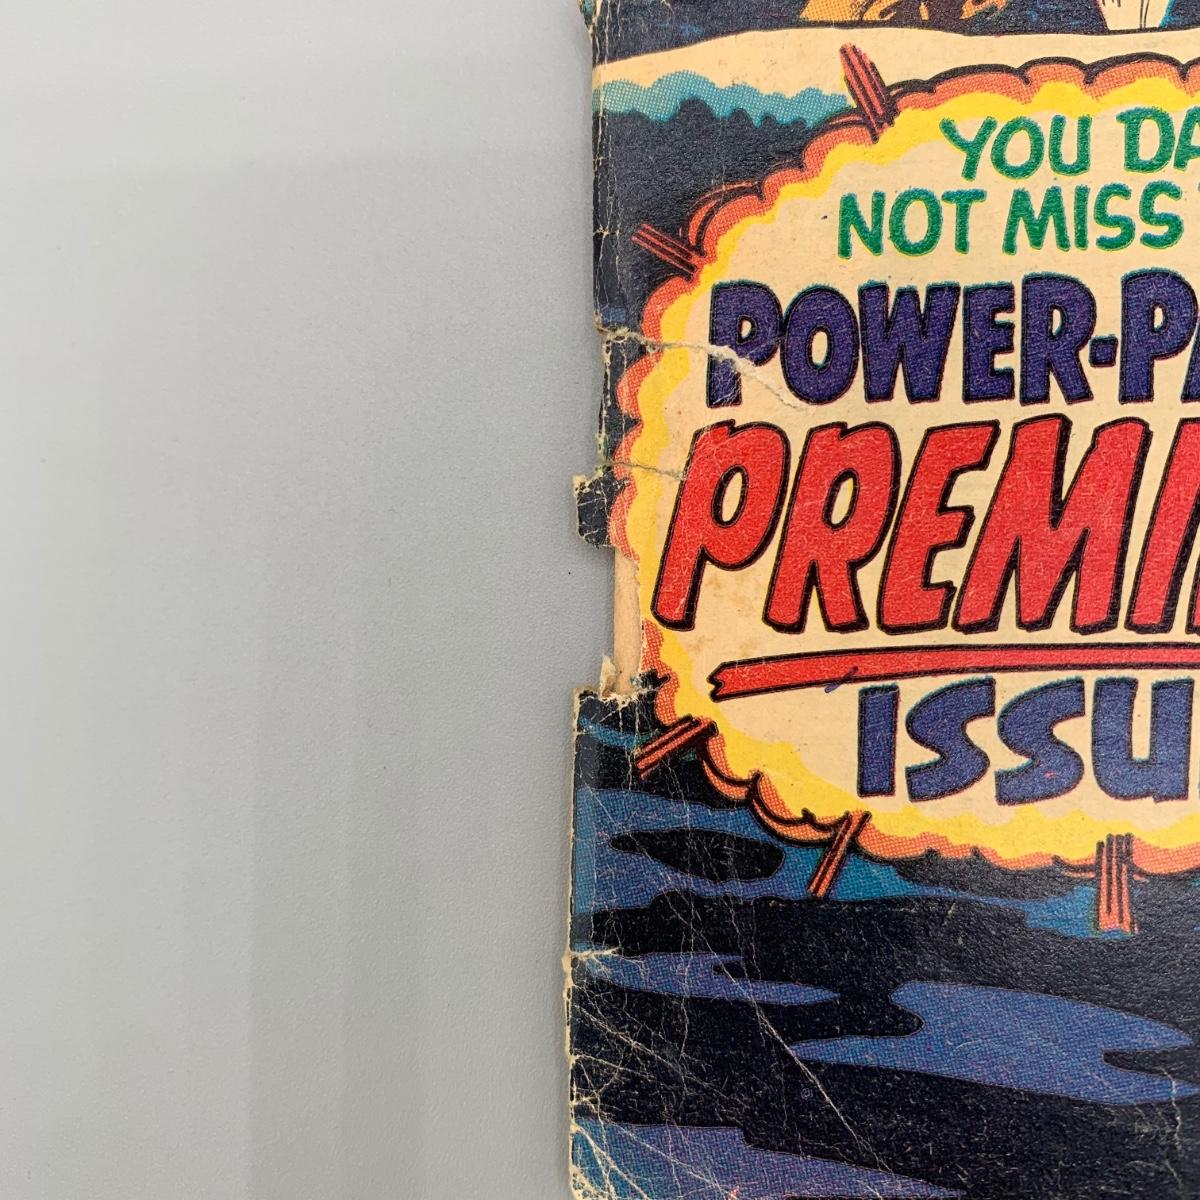 YOU DA
NOT MISS
POWER-PA
PREMI
ISSU